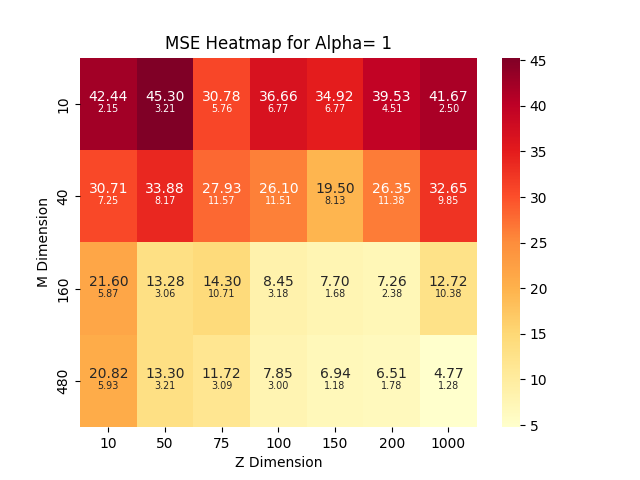 MSE Heatmap for Alpha= 1
10 42.44 45.30 30.78 36.66 34.92 39.53 41.67
2.15 3.21 5.76 6.77 6.77 4.51 2.50
40 30.71 33.88 27.93 26.10 19.50 26.35 32.65
7.25 8.17 11.57 11.51 8.13 11.38 9.85
160 21.60 13.28 14.30 8.45 7.70 7.26 12.72
5.87 3.06 10.71 3.18 1.68 2.38 10.38
480 20.82 13.30 11.72 7.85 6.94 6.51 4.77
5.93 3.21 3.09 3.00 1.18 1.78 1.28
10 50 75 100 150 200 1000
Z Dimension
M Dimension
45
40
35
30
25
20
15
10
5